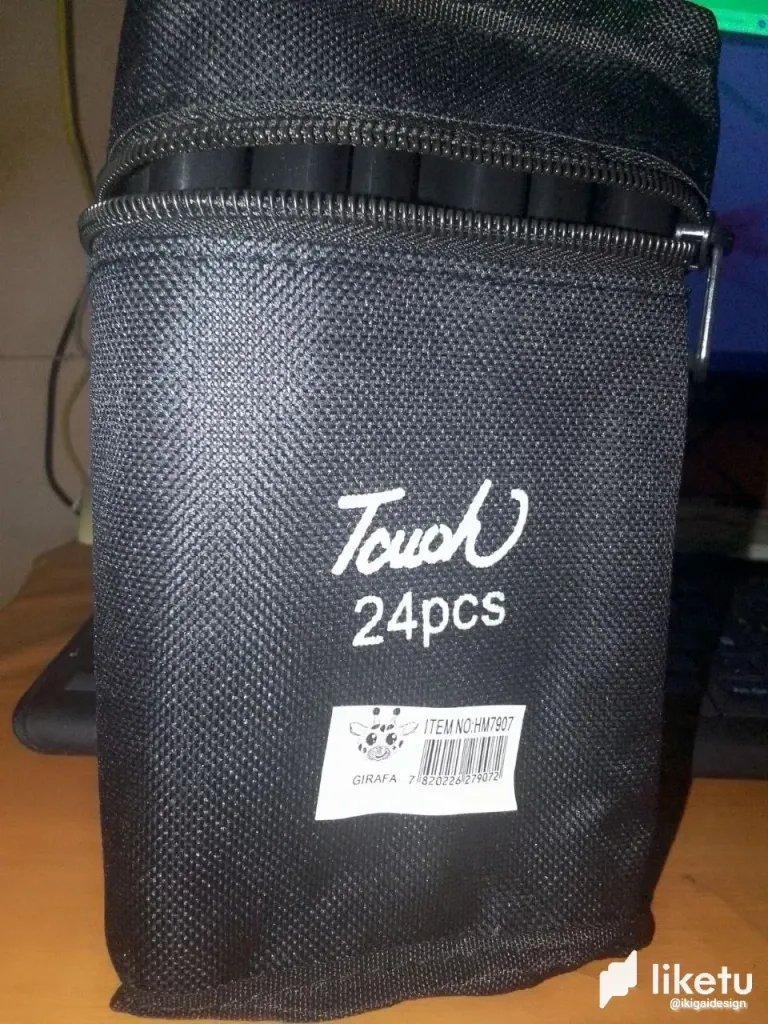 Touch
24pcs
ITEM NO:HM7907
GIRAFA
7 820226 279072
liketu
@ikigaidesign